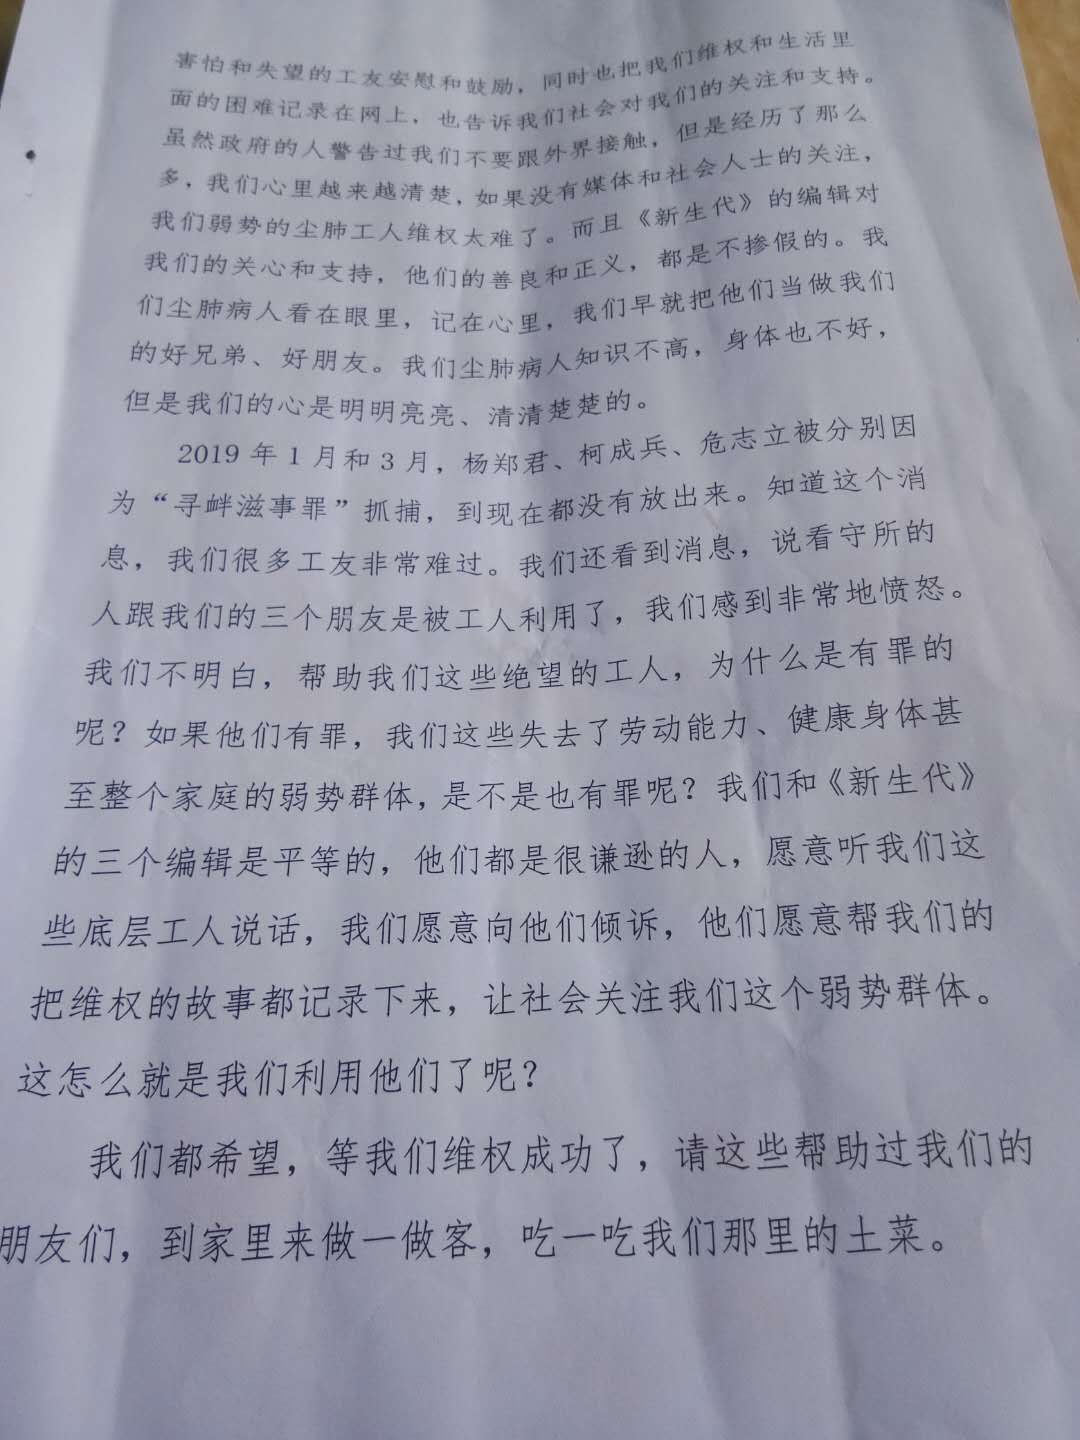 害怕和失望的工友安慰和鼓励，同时也把我们维权和生活里
面的困难记录在网上，也告诉我们社会对我们的关注和支持。
虽然政府的人警告过我们不要跟外界接触，但是经历了那么
多，我们心里越来越清楚，如果没有媒体和社会人士的关注，
我们弱势的尘肺工人维权太难了。而且《新生代》的编辑对
我们的关心和支持，他们的善良和正义，都是不掺假的。我
们尘肺病人看在眼里，记在心里，我们早就把他们当做我们
的好兄弟、好朋友。我们尘肺病人知识不高，身体也不好，
但是我们的心是明明亮亮、清清楚楚的。
2019 年 1 月和 3 月，杨郑君、柯成兵、危志立被分别因
为“寻衅滋事罪”抓捕，到现在都没有放出来。知道这个消
息，我们很多工友非常难过。我们还看到消息，说看守所的
人跟我们的三个朋友是被工人利用了，我们感到非常地愤怒。
我们不明白，帮助我们这些绝望的工人，为什么是有罪的
呢？如果他们有罪，我们这些失去了劳动能力、健康身体甚
至整个家庭的弱势群体，是不是也有罪呢？我们和《新生代》
的三个编辑是平等的，他们都是很谦逊的人，愿意听我们这
些底层工人说话，我们愿意向他们倾诉，他们愿意帮我们的
把维权的故事都记录下来，让社会关注我们这个弱势群体。
这怎么就是我们利用他们了呢？
我们都希望，等我们维权成功了，请这些帮助过我们的
朋友们，到家里来做一做客，吃一吃我们那里的土菜。